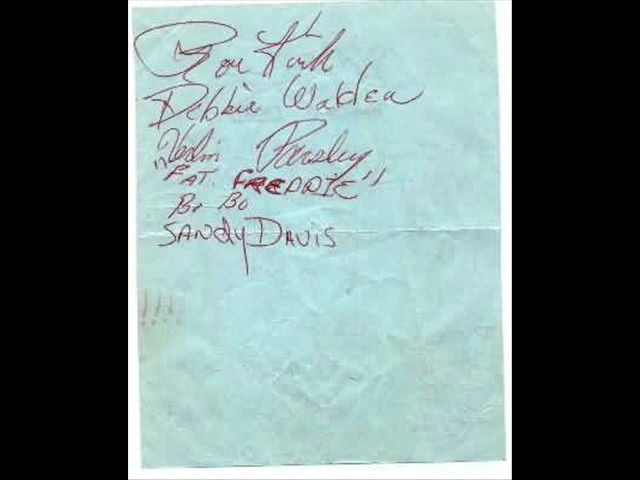 Debbie Walden
Parsley
"FAT. FREDDIE"
Bo Bo
SANdy DAVIS
!!!